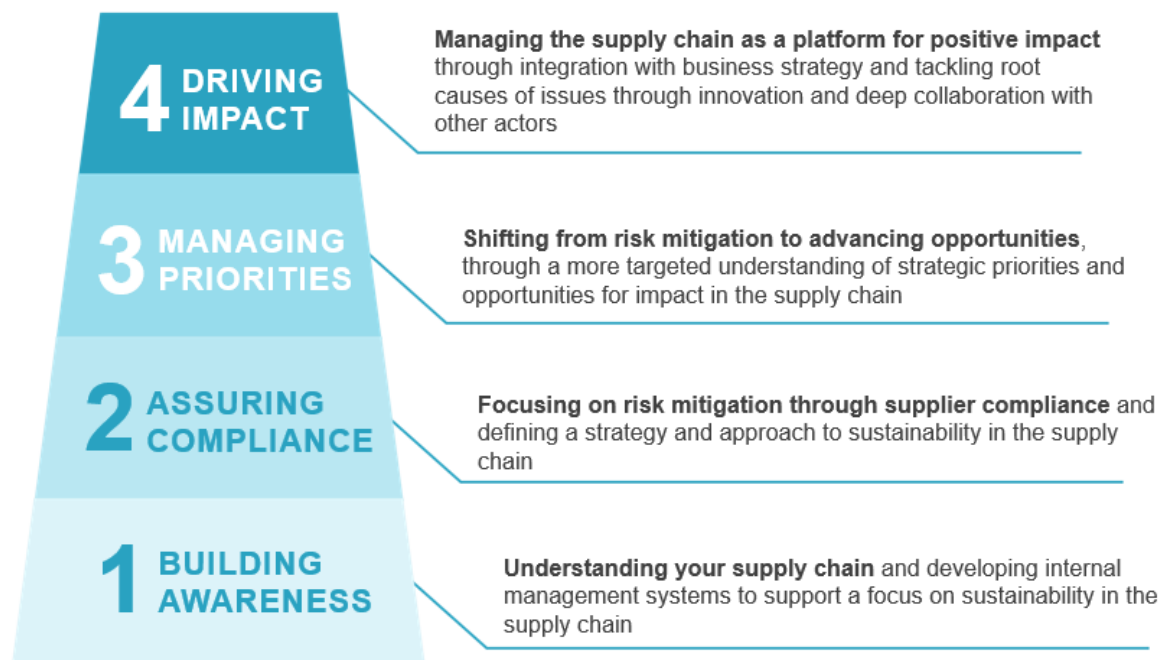 4 DRIVING
IMPACT
Managing the supply chain as a platform for positive impact
through integration with business strategy and tackling root
causes of issues through innovation and deep collaboration with
other actors
3 MANAGING
PRIORITIES
Shifting from risk mitigation to advancing opportunities,
through a more targeted understanding of strategic priorities and
opportunities for impact in the supply chain
2 ASSURING
COMPLIANCE
Focusing on risk mitigation through supplier compliance and
defining a strategy and approach to sustainability in the supply
chain
1 BUILDING
AWARENESS
Understanding your supply chain and developing internal
management systems to support a focus on sustainability in the
supply chain